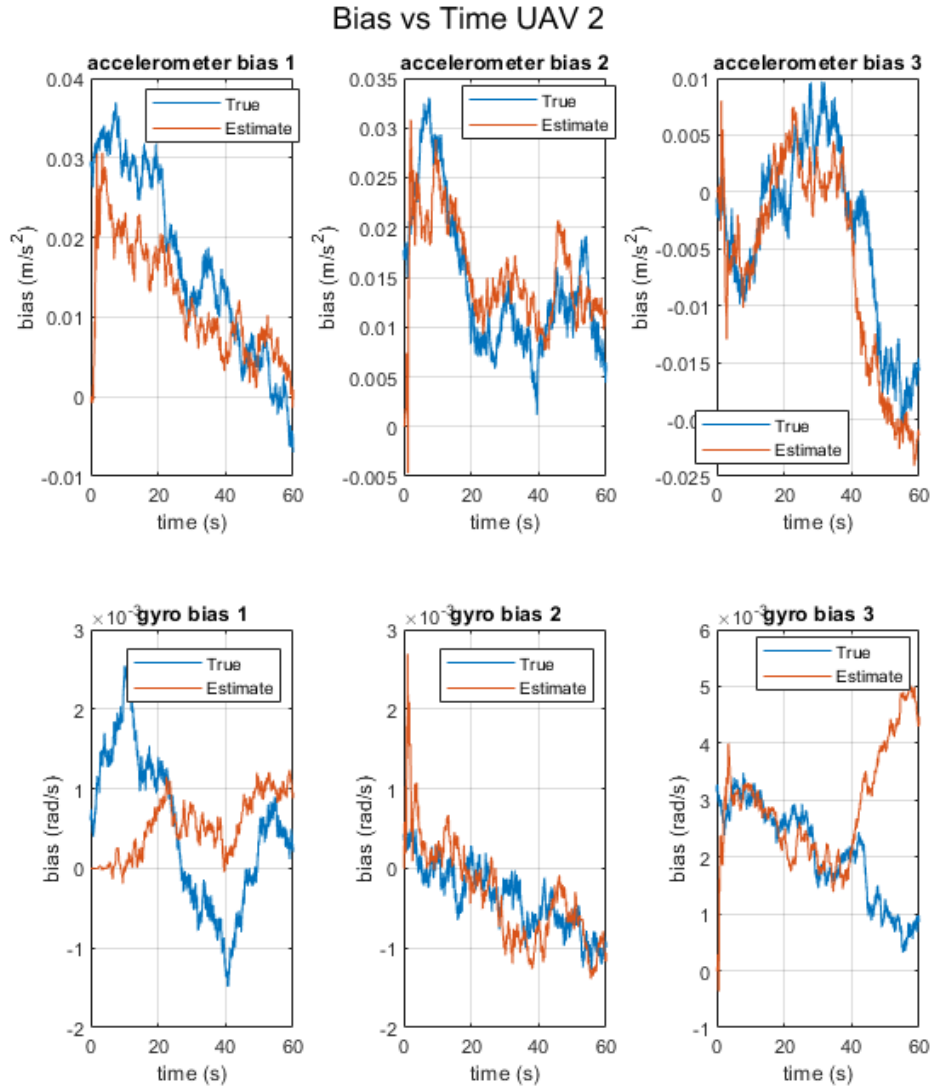 Bias vs Time UAV 2
accelerometer bias 1
accelerometer bias 2
accelerometer bias 3
0.04
0.03
0.02
0.01
0
-0.01
bias (m/s²)
True
Estimate
0 20 40 60
time (s)
0.035
0.03
0.025
0.02
0.015
0.01
0.005
0
-0.005
bias (m/s²)
True
Estimate
0 20 40 60
time (s)
0.01
0.005
0
-0.005
-0.01
-0.015
-0.0
-0.025
bias (m/s²)
True
Estimate
0 20 40 60
time (s)
×10⁻³
gyro bias 1
3
2
1
0
-1
-2
bias (rad/s)
True
Estimate
0 20 40 60
time (s)
×10⁻³
gyro bias 2
3
2
1
0
-1
-2
bias (rad/s)
True
Estimate
0 20 40 60
time (s)
×10⁻³
gyro bias 3
6
5
4
3
2
1
0
-1
bias (rad/s)
True
Estimate
0 20 40 60
time (s)